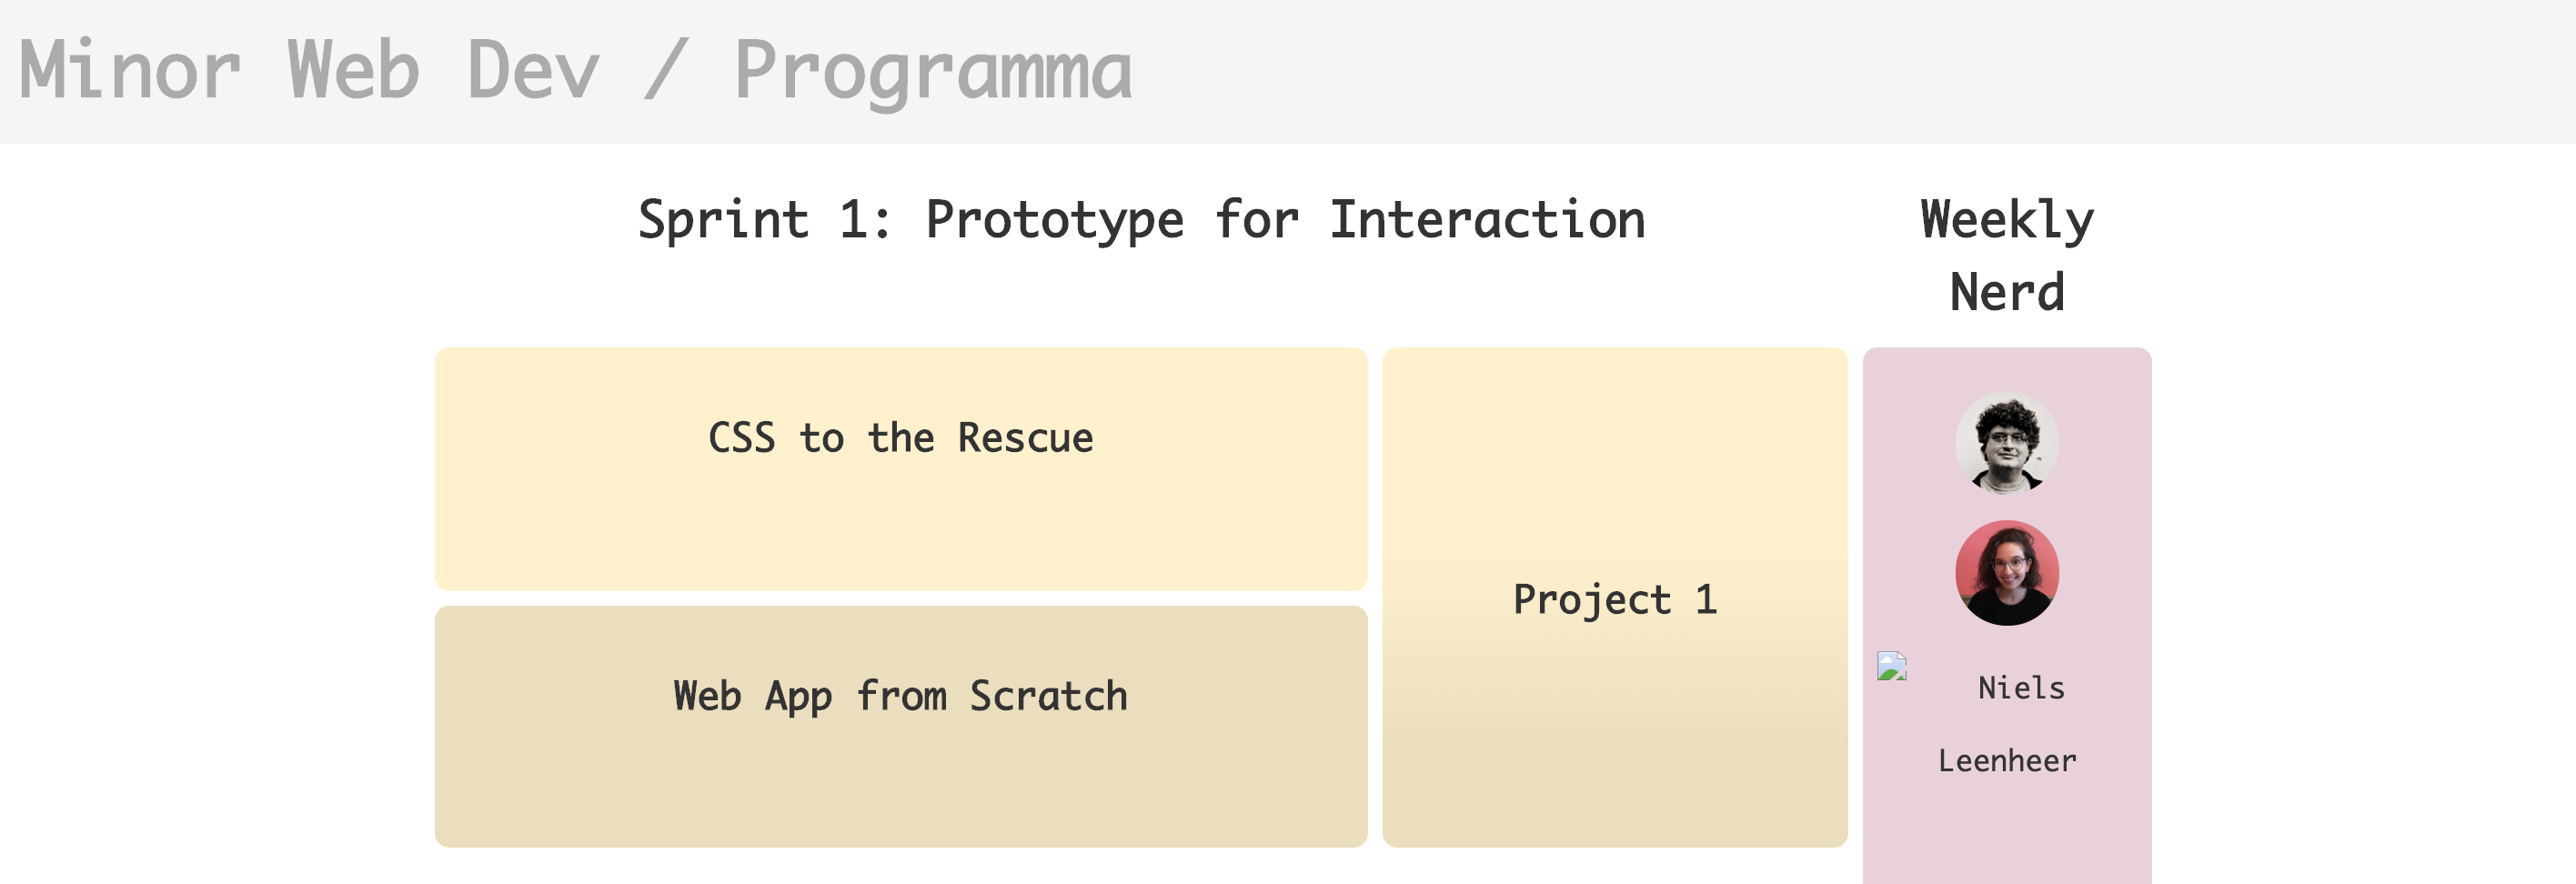 Minor Web Dev / Programma
Sprint 1: Prototype for Interaction
Weekly
Nerd
CSS to the Rescue
Project 1
Web App from Scratch
Niels
Leenheer